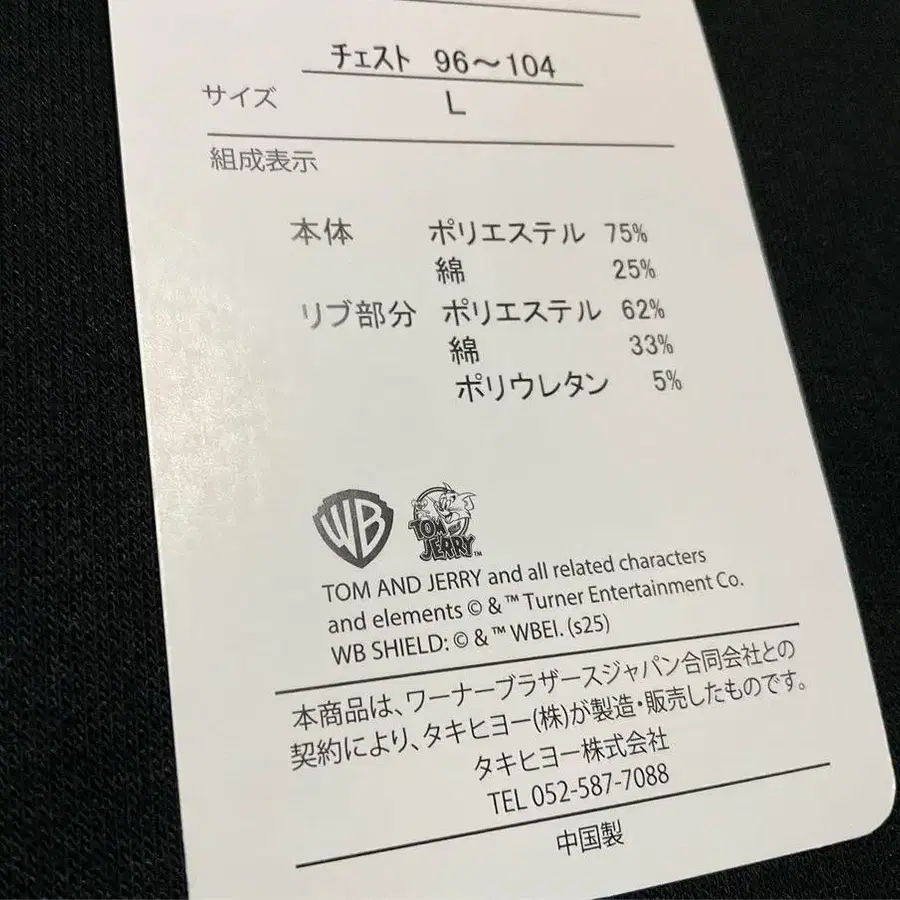 チェスト 96〜104
サイズ L
組成表示
本体 ポリエステル 75%
綿 25%
リブ部分 ポリエステル 62%
綿 33%
ポリウレタン 5%
WB TOM AND JERRY™
TOM AND JERRY and all related characters
and elements © & ™ Turner Entertainment Co.
WB SHIELD: © & ™ WBEI. (s25)
本商品は、ワーナーブラザースジャパン合同会社との
契約により、タキヒヨー(株)が製造・販売したものです。
タキヒヨー株式会社
TEL 052-587-7088
中国製